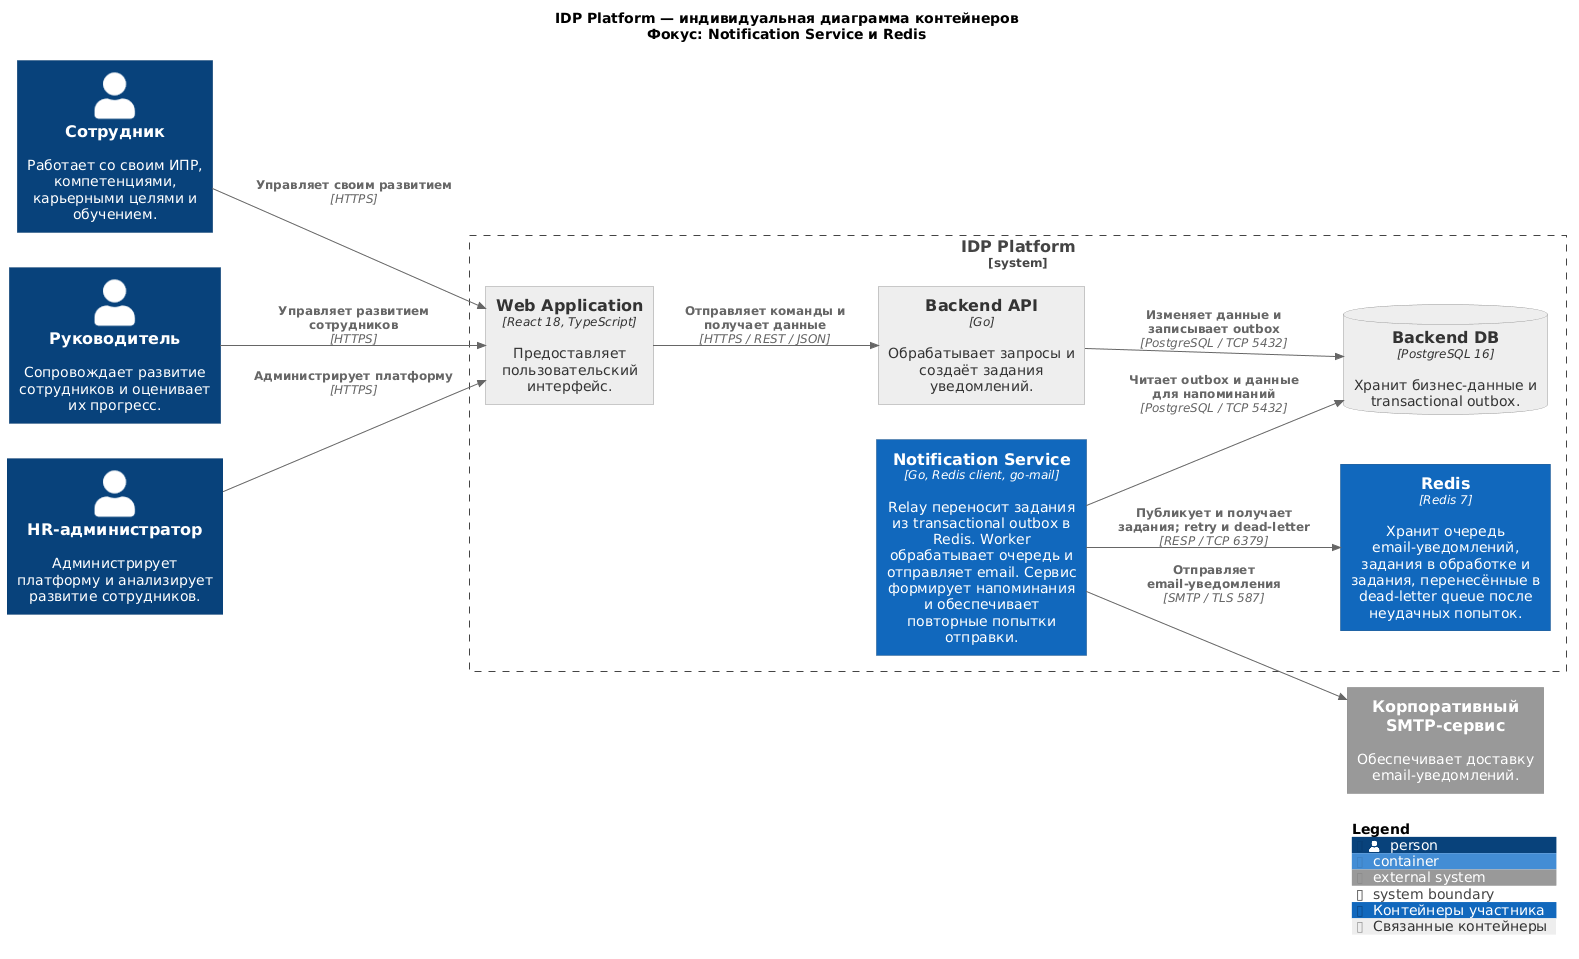 IDP Platform — индивидуальная диаграмма контейнеров
Фокус: Notification Service и Redis
Сотрудник
Работает со своим ИПР,
компетенциями,
карьерными целями и
обучением.
Руководитель
Сопровождает развитие
сотрудников и оценивает
их прогресс.
HR-администратор
Администрирует
платформу и анализирует
развитие сотрудников.
Управляет своим развитием
[HTTPS]
Управляет развитием
сотрудников
[HTTPS]
Администрирует платформу
[HTTPS]
IDP Platform
[system]
Web Application
[React 18, TypeScript]
Предоставляет
пользовательский
интерфейс.
Отправляет команды и
получает данные
[HTTPS / REST / JSON]
Backend API
[Go]
Обрабатывает запросы и
создаёт задания
уведомлений.
Изменяет данные и
записывает outbox
[PostgreSQL / TCP 5432]
Backend DB
[PostgreSQL 16]
Хранит бизнес-данные и
transactional outbox.
Читает outbox и данные
для напоминаний
[PostgreSQL / TCP 5432]
Notification Service
[Go, Redis client, go-mail]
Relay переносит задания
из transactional outbox в
Redis. Worker
обрабатывает очередь и
отправляет email. Сервис
формирует напоминания
и обеспечивает
повторные попытки
отправки.
Публикует и получает
задания; retry и dead-letter
[RESP / TCP 6379]
Redis
[Redis 7]
Хранит очередь
email-уведомлений,
задания в обработке и
задания, перенесённые в
dead-letter queue после
неудачных попыток.
Отправляет
email-уведомления
[SMTP / TLS 587]
Корпоративный
SMTP-сервис
Обеспечивает доставку
email-уведомлений.
Legend
person
container
external system
system boundary
Контейнеры участника
Связанные контейнеры